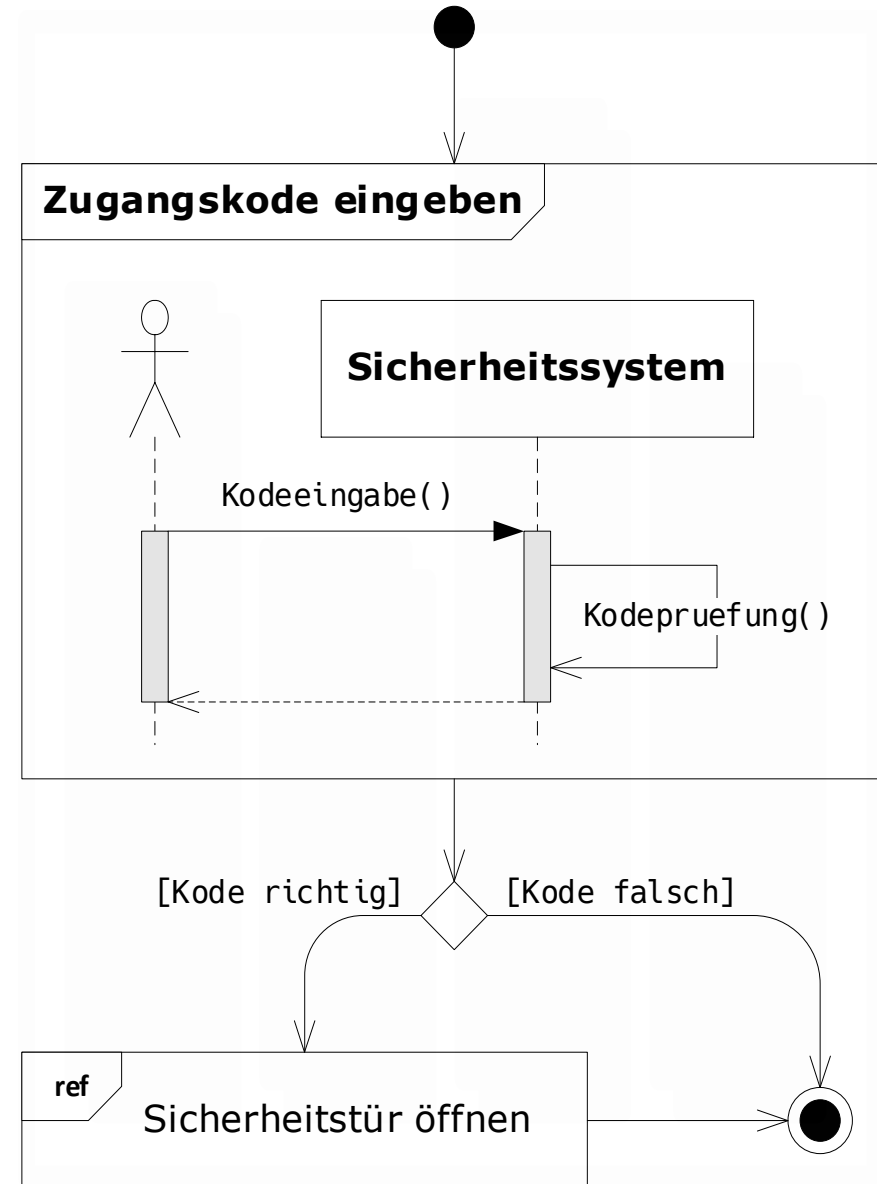 Zugangskode eingeben
Sicherheitssystem
Kodeeingabe()
Kodepruefung()
[Kode richtig]
[Kode falsch]
ref
Sicherheitstür öffnen